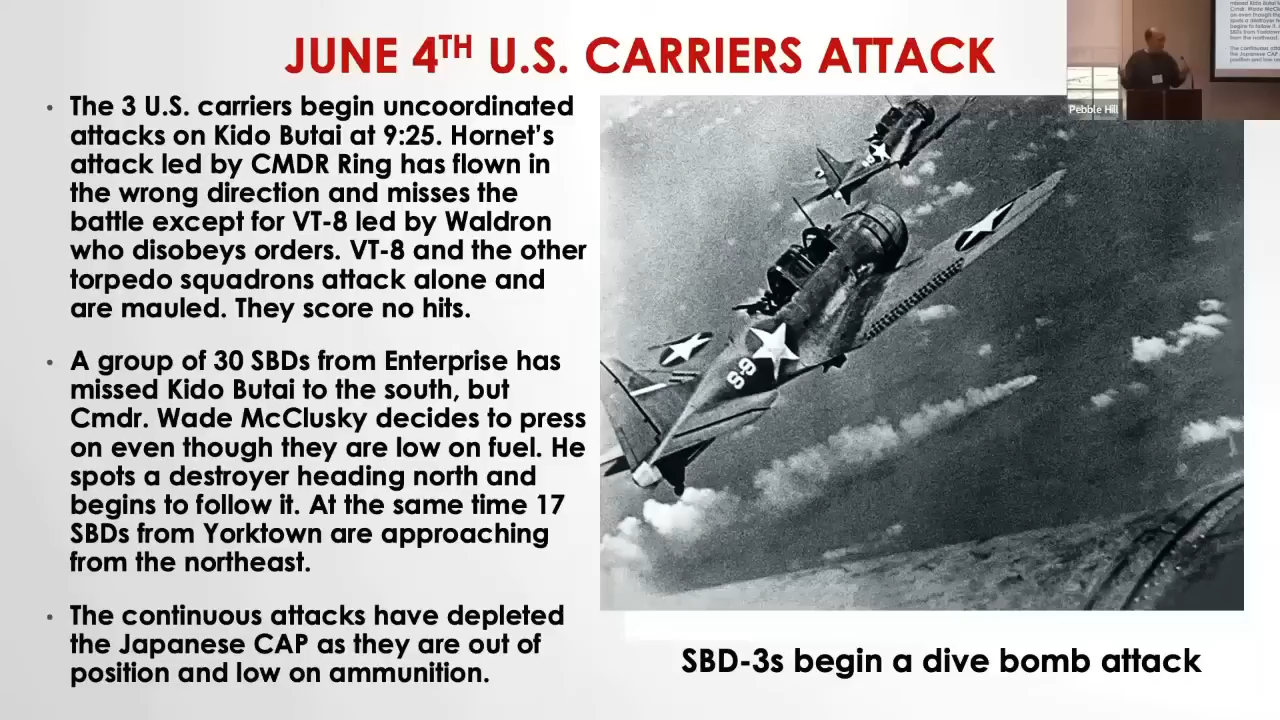 JUNE 4TH U.S. CARRIERS ATTACK
• The 3 U.S. carriers begin uncoordinated
attacks on Kido Butai at 9:25. Hornet's
attack led by CMDR Ring has flown in
the wrong direction and misses the
battle except for VT-8 led by Waldron
who disobeys orders. VT-8 and the other
torpedo squadrons attack alone and
are mauled. They score no hits.
• A group of 30 SBDs from Enterprise has
missed Kido Butai to the south, but
Cmdr. Wade McClusky decides to press
on even though they are low on fuel. He
spots a destroyer heading north and
begins to follow it. At the same time 17
SBDs from Yorktown are approaching
from the northeast.
• The continuous attacks have depleted
the Japanese CAP as they are out of
position and low on ammunition.
SBD-3s begin a dive bomb attack
Pebble Hill